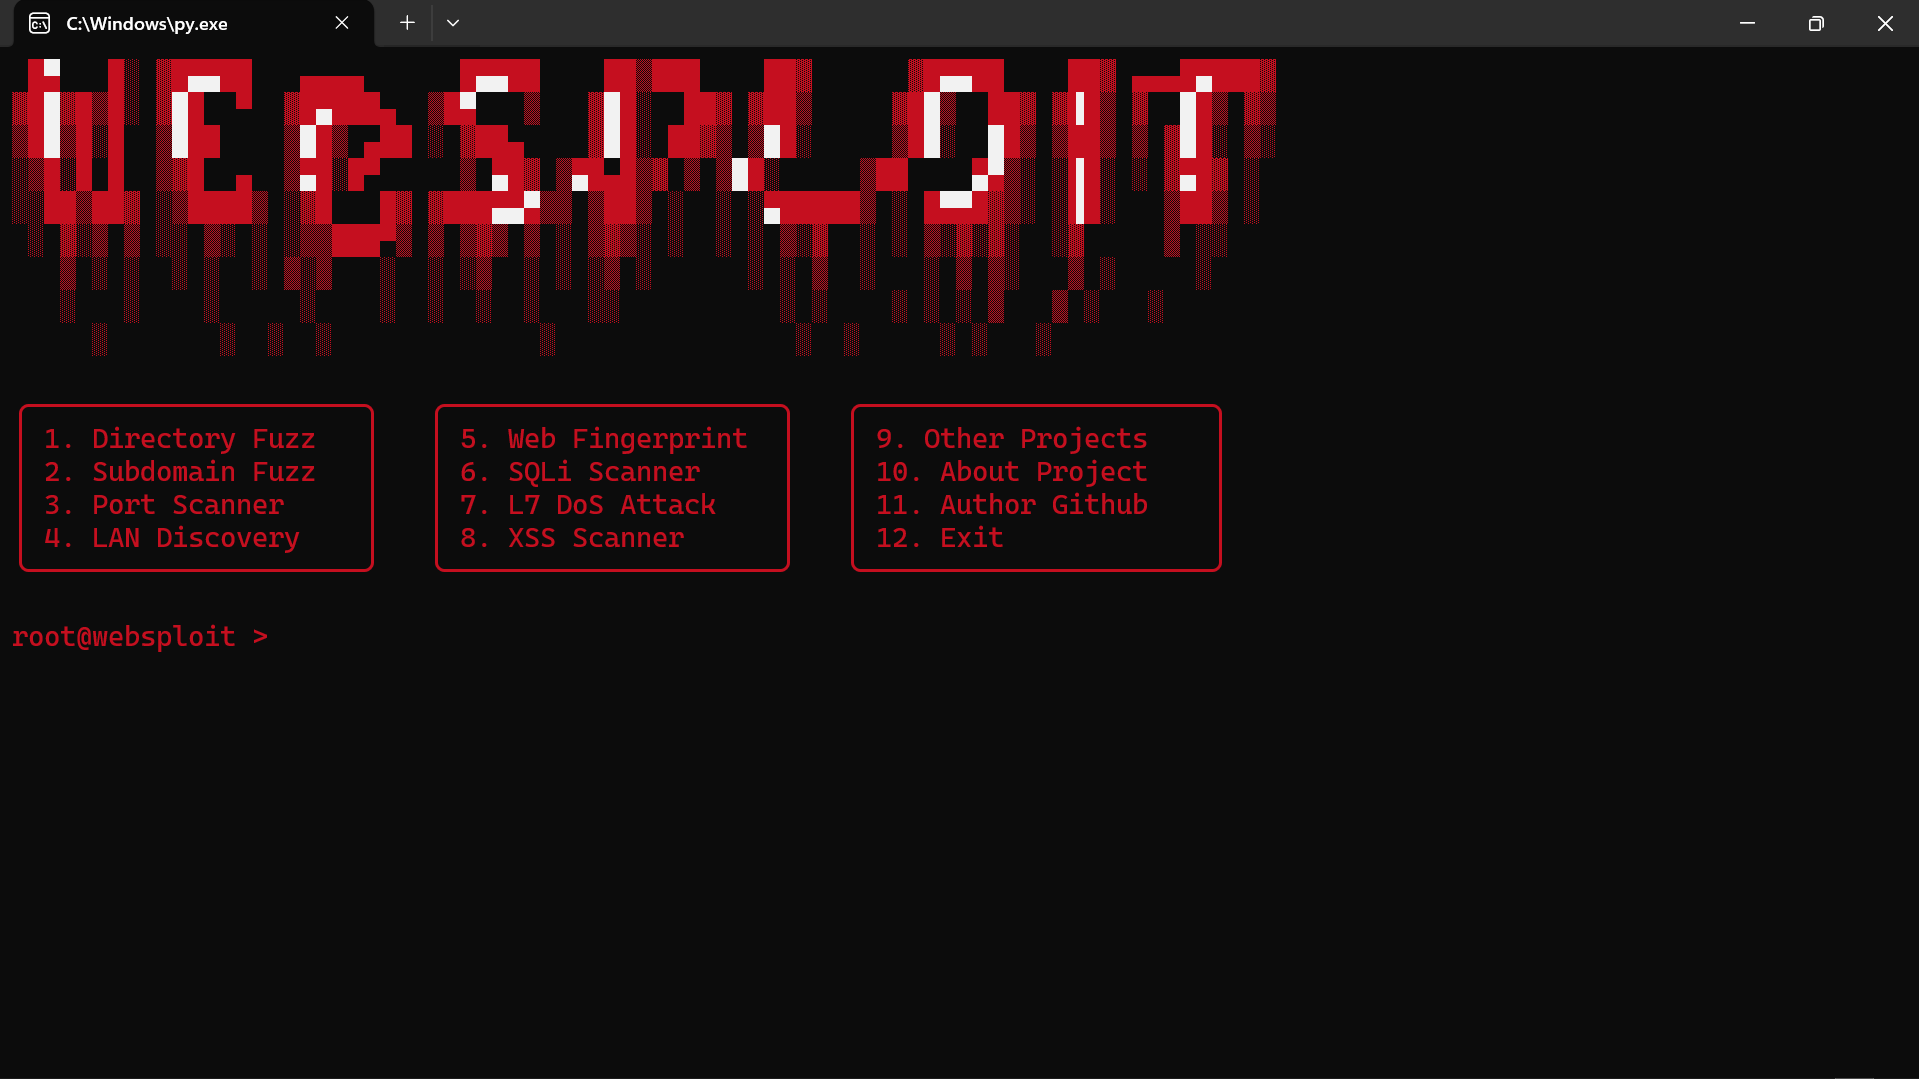 C:\Windows\py.exe
1. Directory Fuzz
2. Subdomain Fuzz
3. Port Scanner
4. LAN Discovery
5. Web Fingerprint
6. SQLi Scanner
7. L7 DoS Attack
8. XSS Scanner
9. Other Projects
10. About Project
11. Author Github
12. Exit
root@websploit >